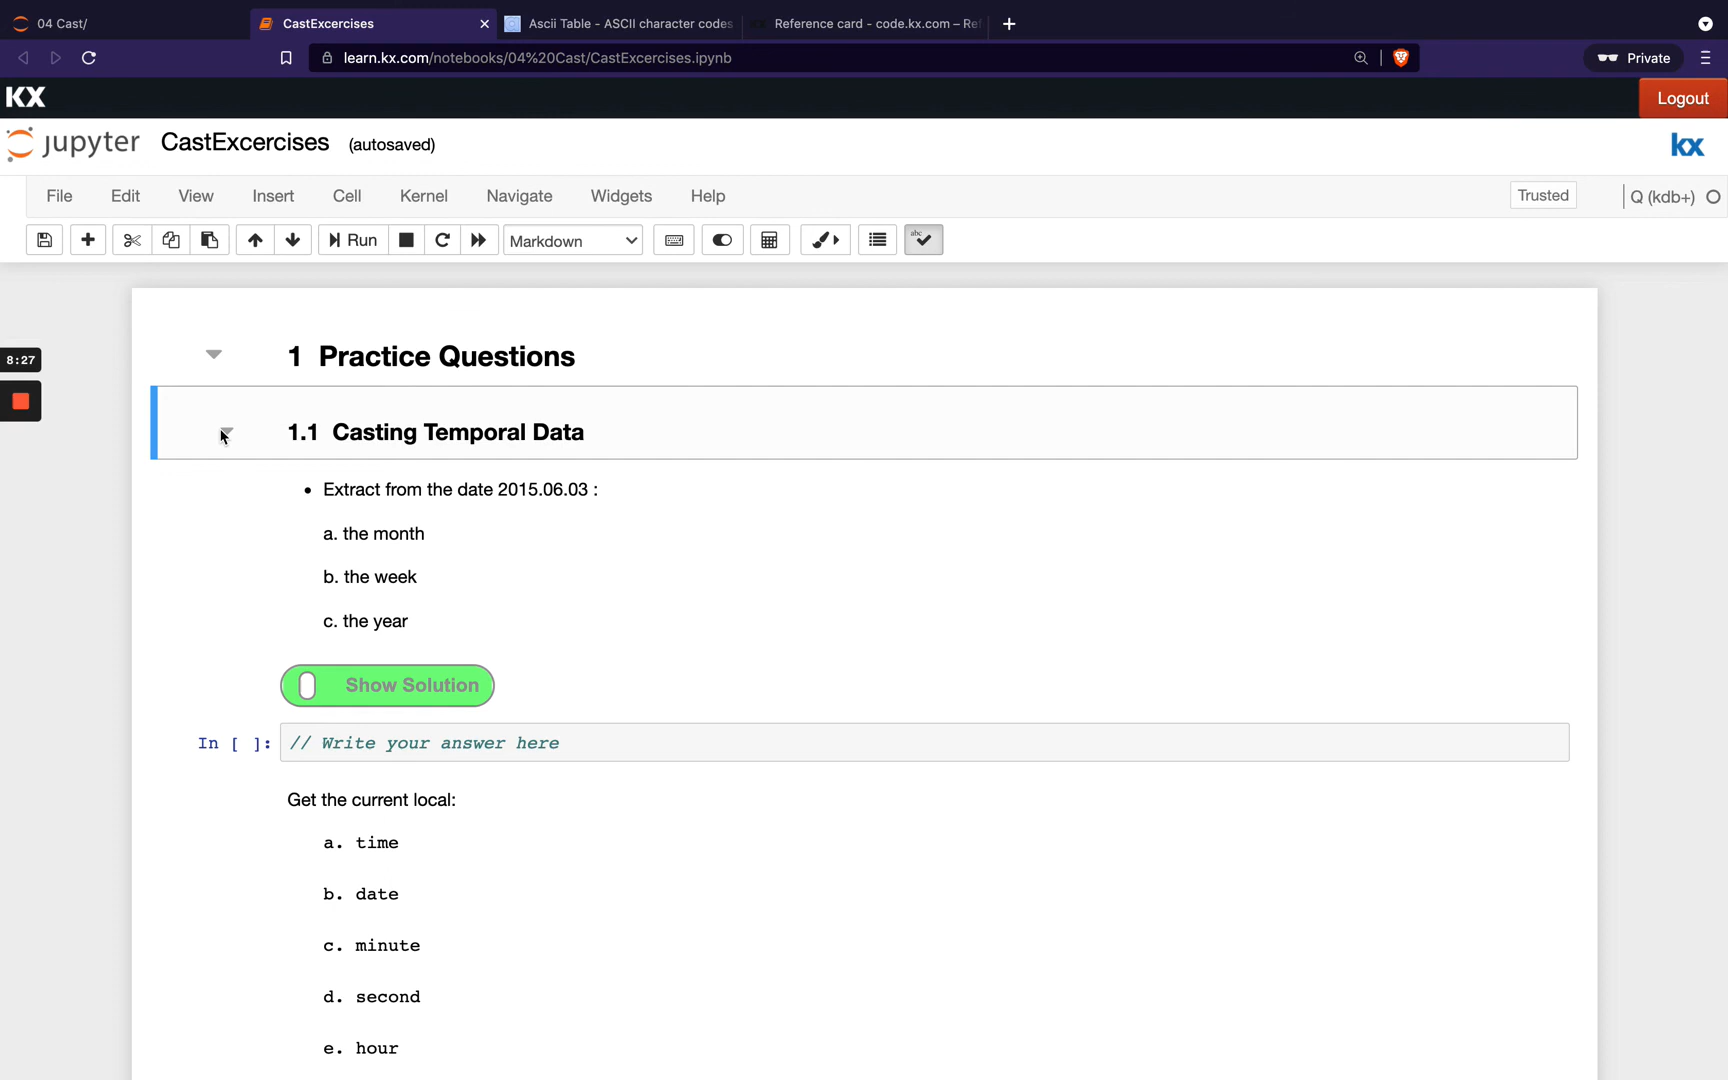 04 Cast/
CastExcercises
Ascii Table - ASCII character codes
Reference card - code.kx.com – Ref
learn.kx.com/notebooks/04%20Cast/CastExcercises.ipynb
Private
KX
Logout
jupyter CastExcercises (autosaved)
kx
File Edit View Insert Cell Kernel Navigate Widgets Help
Trusted
Q (kdb+)
Run
Markdown
abc
8:27
1 Practice Questions
1.1 Casting Temporal Data
• Extract from the date 2015.06.03 :
a. the month
b. the week
c. the year
Show Solution
In [ ]: // Write your answer here
Get the current local:
a. time
b. date
c. minute
d. second
e. hour